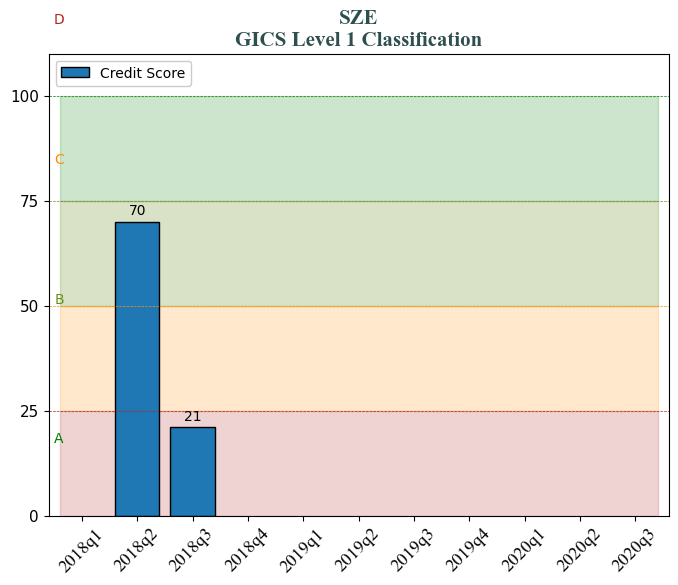 D
SZE
GICS Level 1 Classification
Credit Score
100
C
75
70
B
50
25
21
A
0
2018q1 2018q2 2018q3 2018q4 2019q1 2019q2 2019q3 2019q4 2020q1 2020q2 2020q3